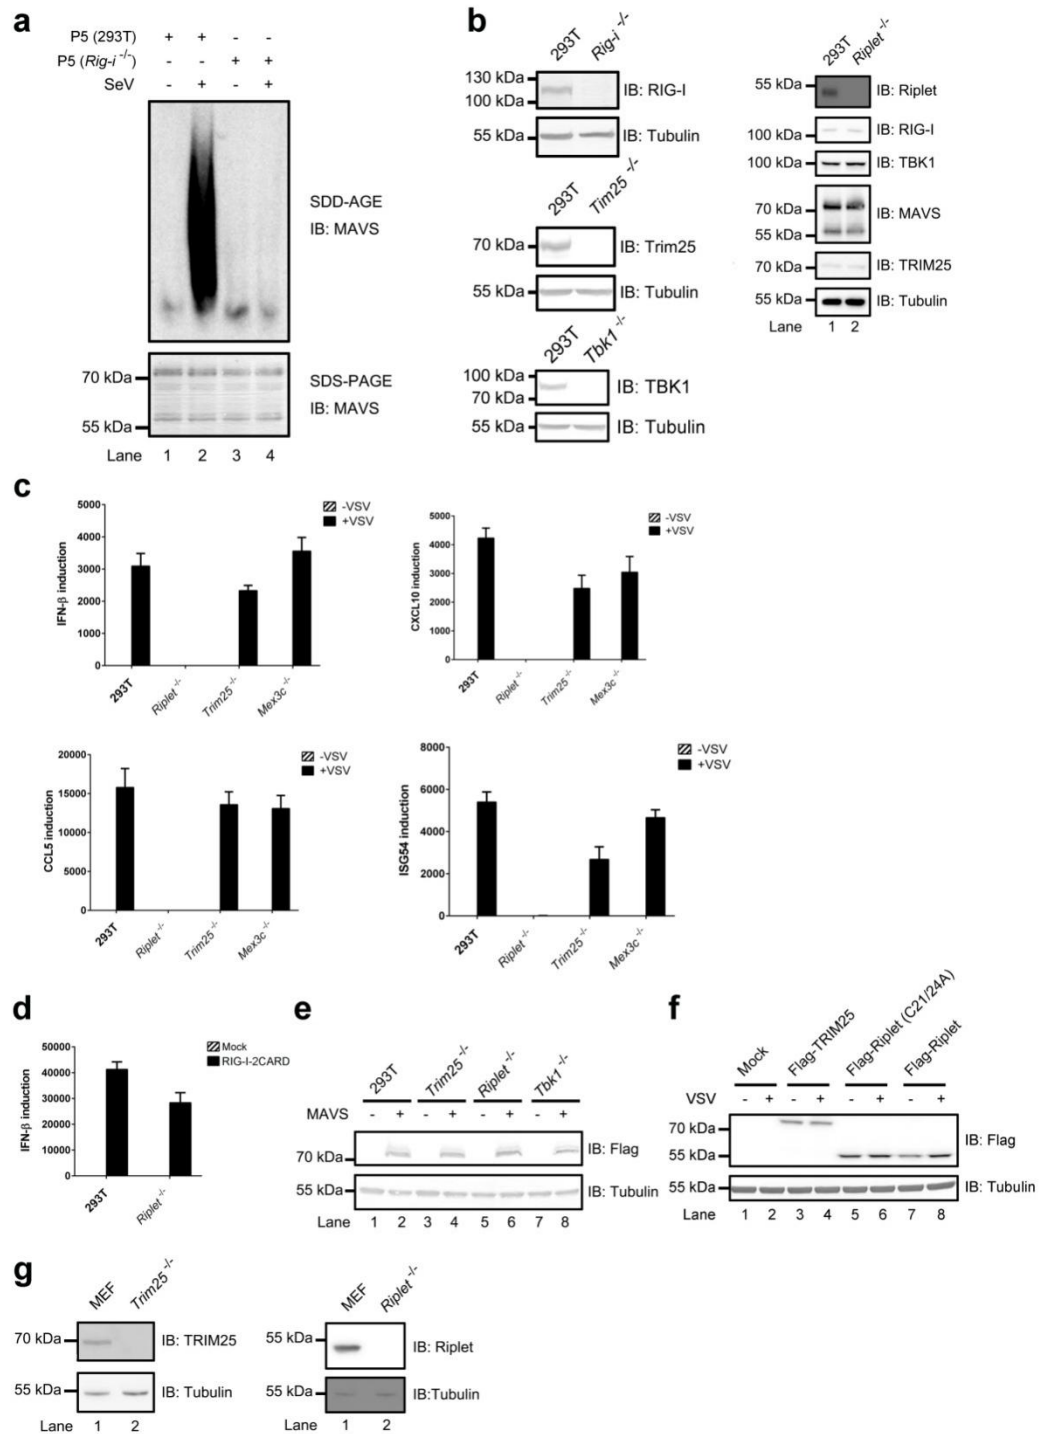 a
P5 (293T) + + - -
P5 (Rig-i -/-) - - + +
SeV - + - +
SDD-AGE
IB: MAVS
70 kDa
55 kDa
SDS-PAGE
IB: MAVS
Lane 1 2 3 4
b
293T Rig-i -/-
130 kDa
100 kDa
IB: RIG-I
55 kDa IB: Tubulin
293T Tim25 -/-
70 kDa IB: Trim25
55 kDa IB: Tubulin
293T Tbk1 -/-
100 kDa
70 kDa
IB: TBK1
55 kDa IB: Tubulin
293T Riplet -/-
55 kDa IB: Riplet
100 kDa IB: RIG-I
100 kDa IB: TBK1
70 kDa
55 kDa
IB: MAVS
70 kDa IB: TRIM25
55 kDa IB: Tubulin
Lane 1 2
c
IFN-β induction
5000
4000
3000
2000
1000
0
-VSV
+VSV
293T Riplet -/- Trim25 -/- Mex3c -/-
CXCL10 induction
5000
4000
3000
2000
1000
0
-VSV
+VSV
293T Riplet -/- Trim25 -/- Mex3c -/-
CCL5 induction
20000
15000
10000
5000
0
-VSV
+VSV
293T Riplet -/- Trim25 -/- Mex3c -/-
ISG54 induction
8000
6000
4000
2000
0
-VSV
+VSV
293T Riplet -/- Trim25 -/- Mex3c -/-
d
IFN-β induction
50000
40000
30000
20000
10000
0
Mock
RIG-I-2CARD
293T Riplet -/-
e
293T Trim25 -/- Riplet -/- Tbk1 -/-
MAVS - + - + - + - +
70 kDa IB: Flag
55 kDa IB: Tubulin
Lane 1 2 3 4 5 6 7 8
f
Mock Flag-TRIM25 Flag-Riplet (C21/24A) Flag-Riplet
VSV - + - + - + - +
70 kDa
55 kDa
IB: Flag
55 kDa IB: Tubulin
Lane 1 2 3 4 5 6 7 8
g
MEF Trim25 -/-
70 kDa IB: TRIM25
55 kDa IB: Tubulin
Lane 1 2
MEF Riplet -/-
55 kDa IB: Riplet
55 kDa IB:Tubulin
Lane 1 2